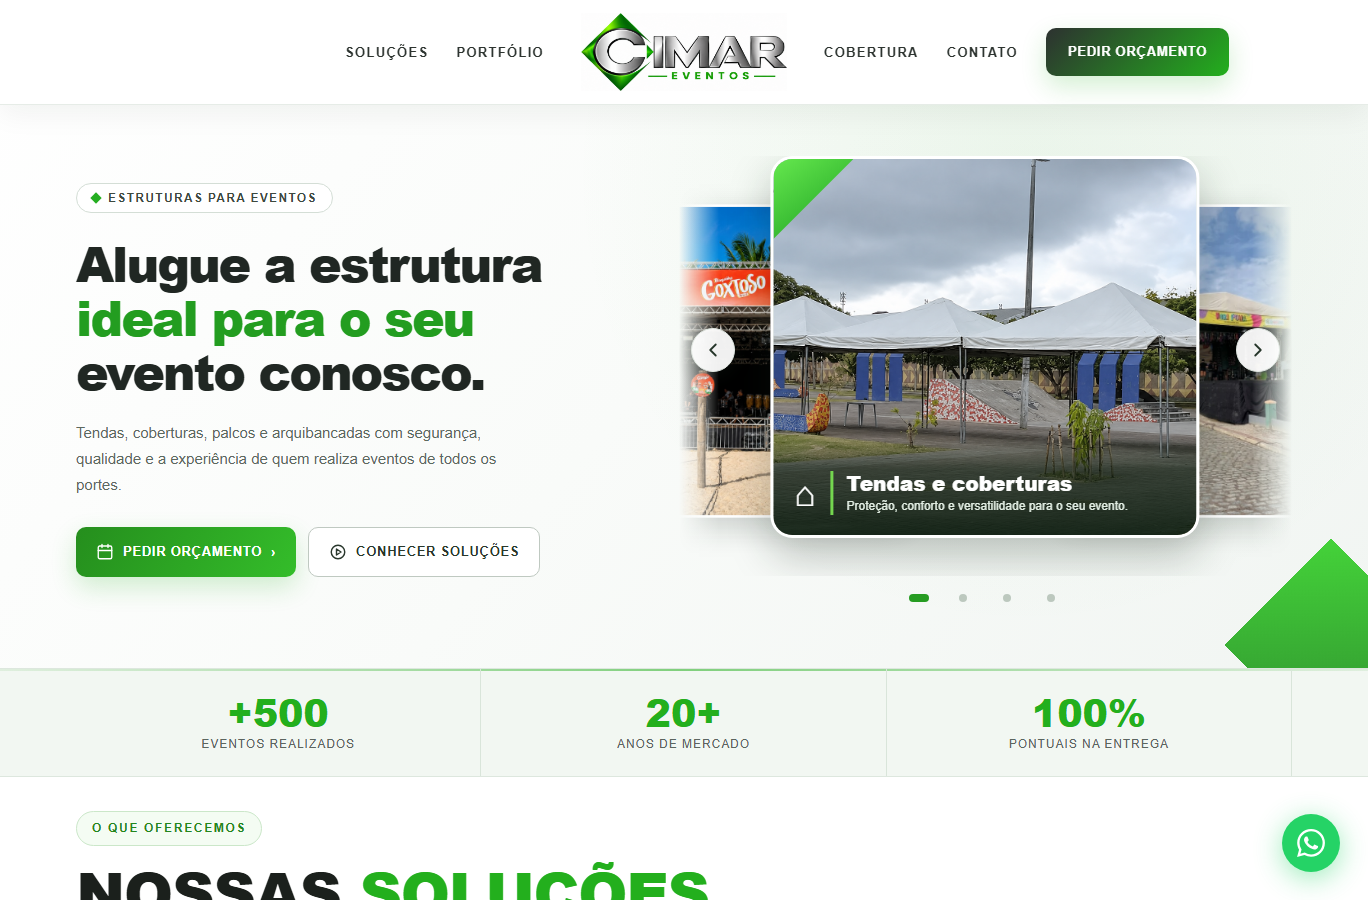 SOLUÇÕES
PORTFÓLIO
CIMAR
EVENTOS
COBERTURA
CONTATO
PEDIR ORÇAMENTO
ESTRUTURAS PARA EVENTOS
Alugue a estrutura
ideal para o seu
evento conosco.
Tendas, coberturas, palcos e arquibancadas com segurança,
qualidade e a experiência de quem realiza eventos de todos os
portes.
PEDIR ORÇAMENTO ›
CONHECER SOLUÇÕES
GOXTOSO
Tendas e coberturas
Proteção, conforto e versatilidade para o seu evento.
+500
EVENTOS REALIZADOS
20+
ANOS DE MERCADO
100%
PONTUAIS NA ENTREGA
O QUE OFERECEMOS
NOSSAS SOLUÇÕES